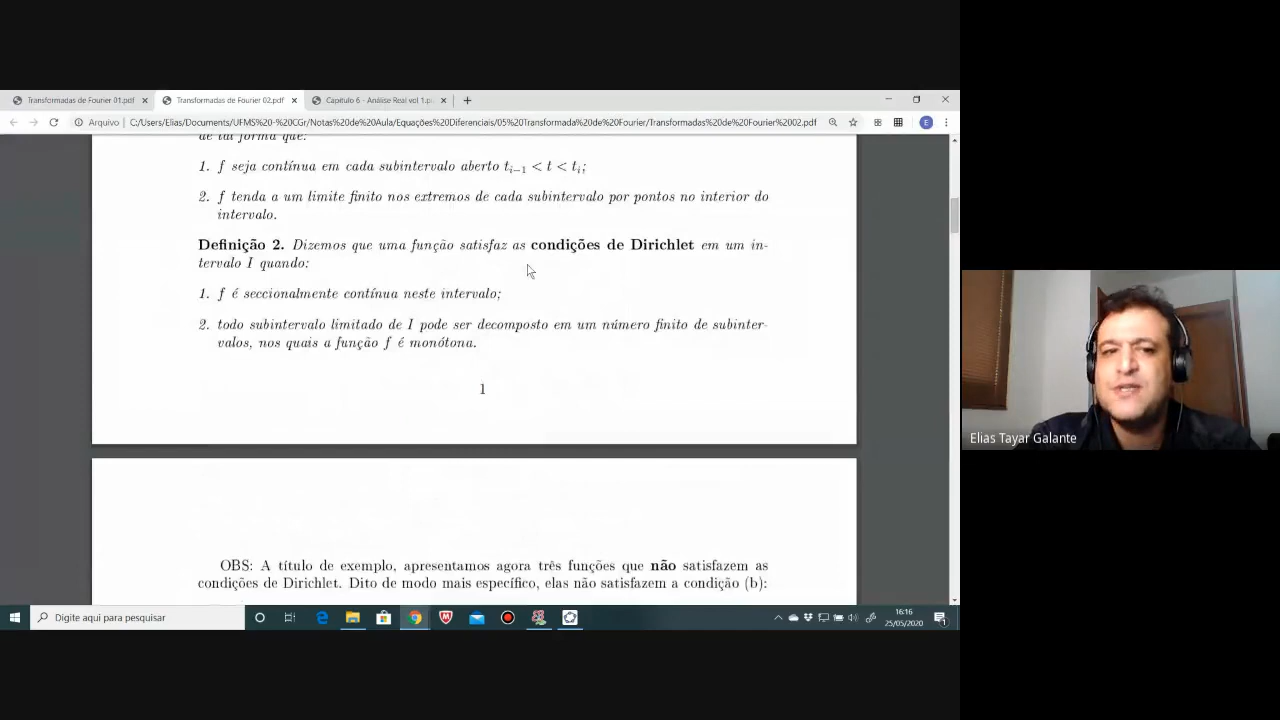 Transformadas de Fourier 01.pdf
Transformadas de Fourier 02.pdf
Capitulo 6 - Análise Real vol 1.p
Arquivo C:/Users/Elias/Documents/UFMS%20-%20CGr/Notas%20de%20Aula/Equações%20Diferenciais/05%20Transformada%20de%20Fourier/Transformadas%20de%20Fourier%2002.pdf
E
de tal forma que:
1. f seja contínua em cada subintervalo aberto tᵢ₋₁ < t < tᵢ;
2. f tenda a um limite finito nos extremos de cada subintervalo por pontos no interior do
intervalo.
Definição 2. Dizemos que uma função satisfaz as condições de Dirichlet em um in-
tervalo I quando:
1. f é seccionalmente contínua neste intervalo;
2. todo subintervalo limitado de I pode ser decomposto em um número finito de subinter-
valos, nos quais a função f é monótona.
1
OBS: A título de exemplo, apresentamos agora três funções que não satisfazem as
condições de Dirichlet. Dito de modo mais específico, elas não satisfazem a condição (b):
Elias Tayar Galante
Digite aqui para pesquisar
16:16
25/05/2020